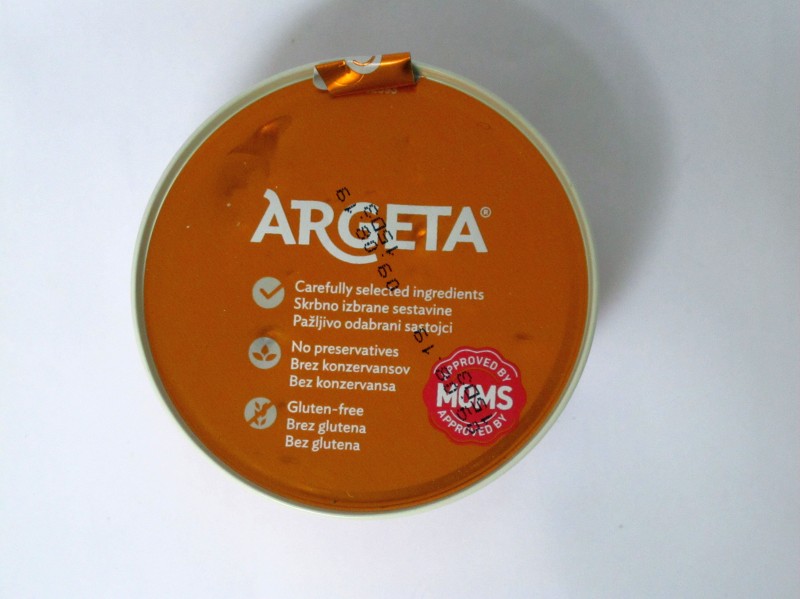 ARGETA®
Carefully selected ingredients
Skrbno izbrane sestavine
Pažljivo odabrani sastojci
No preservatives
Brez konzervansov
Bez konzervansa
Gluten-free
Brez glutena
Bez glutena
APPROVED BY
MOMS
APPROVED BY